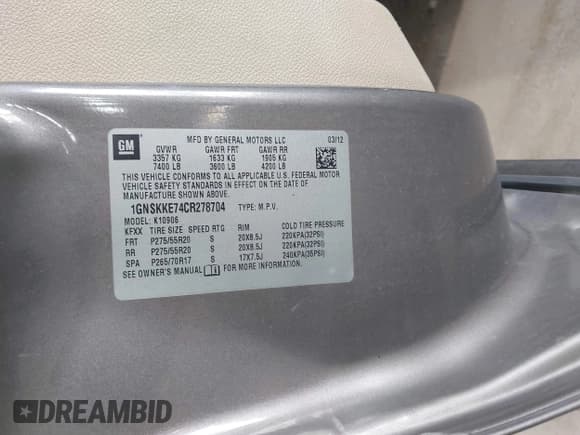 GM
MFD BY GENERAL MOTORS LLC 03/12
GVWR GAWR FRT GAWR RR
3357 KG 1633 KG 1905 KG
7400 LB 3600 LB 4200 LB
THIS VEHICLE CONFORMS TO ALL APPLICABLE U.S. FEDERAL MOTOR
VEHICLE SAFETY STANDARDS IN EFFECT ON THE DATE OF
MANUFACTURE SHOWN ABOVE.
1GNSKKE74CR278704 TYPE: M.P.V.
MODEL: K10906
KFXX TIRE SIZE SPEED RTG RIM COLD TIRE PRESSURE
FRT P275/55R20 S 20X8.5J 220KPA(32PSI)
RR P275/55R20 S 20X8.5J 220KPA(32PSI)
SPA P265/70R17 S 17X7.5J 240KPA(35PSI)
SEE OWNER'S MANUAL FOR MORE INFORMATION.
DREAMBID